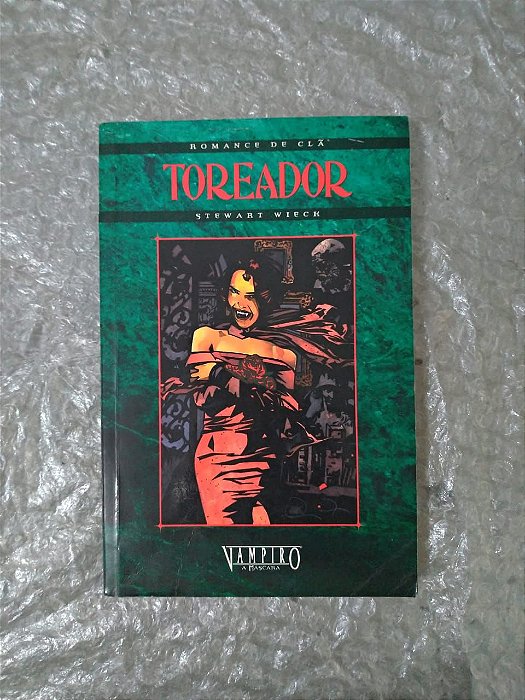 ROMANCE DE CLÃ
TOREADOR
STEWART WIECK
VAMPIRO
A MÁSCARA